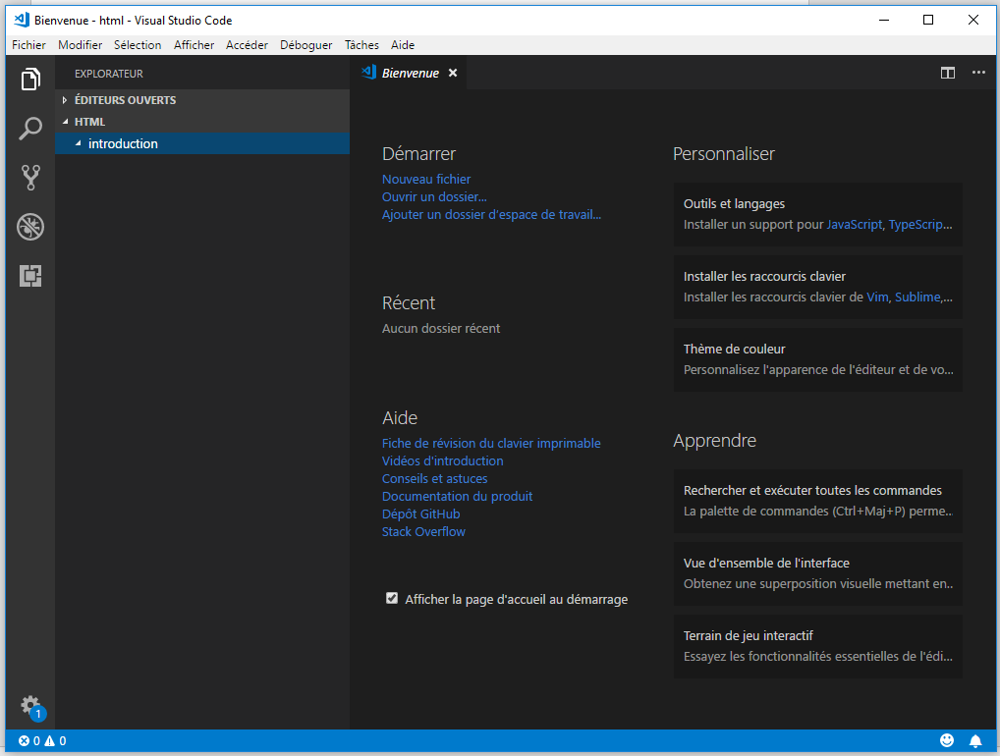 Bienvenue - html - Visual Studio Code
Fichier Modifier Sélection Afficher Accéder Déboguer Tâches Aide
EXPLORATEUR
ÉDITEURS OUVERTS
HTML
introduction
Bienvenue
Démarrer
Nouveau fichier
Ouvrir un dossier...
Ajouter un dossier d'espace de travail...
Récent
Aucun dossier récent
Aide
Fiche de révision du clavier imprimable
Vidéos d'introduction
Conseils et astuces
Documentation du produit
Dépôt GitHub
Stack Overflow
Afficher la page d'accueil au démarrage
Personnaliser
Outils et langages
Installer un support pour JavaScript, TypeScrip...
Installer les raccourcis clavier
Installer les raccourcis clavier de Vim, Sublime,...
Thème de couleur
Personnalisez l'apparence de l'éditeur et de vo...
Apprendre
Rechercher et exécuter toutes les commandes
La palette de commandes (Ctrl+Maj+P) perme...
Vue d'ensemble de l'interface
Obtenez une superposition visuelle mettant en...
Terrain de jeu interactif
Essayez les fonctionnalités essentielles de l'édi...
1
0 0